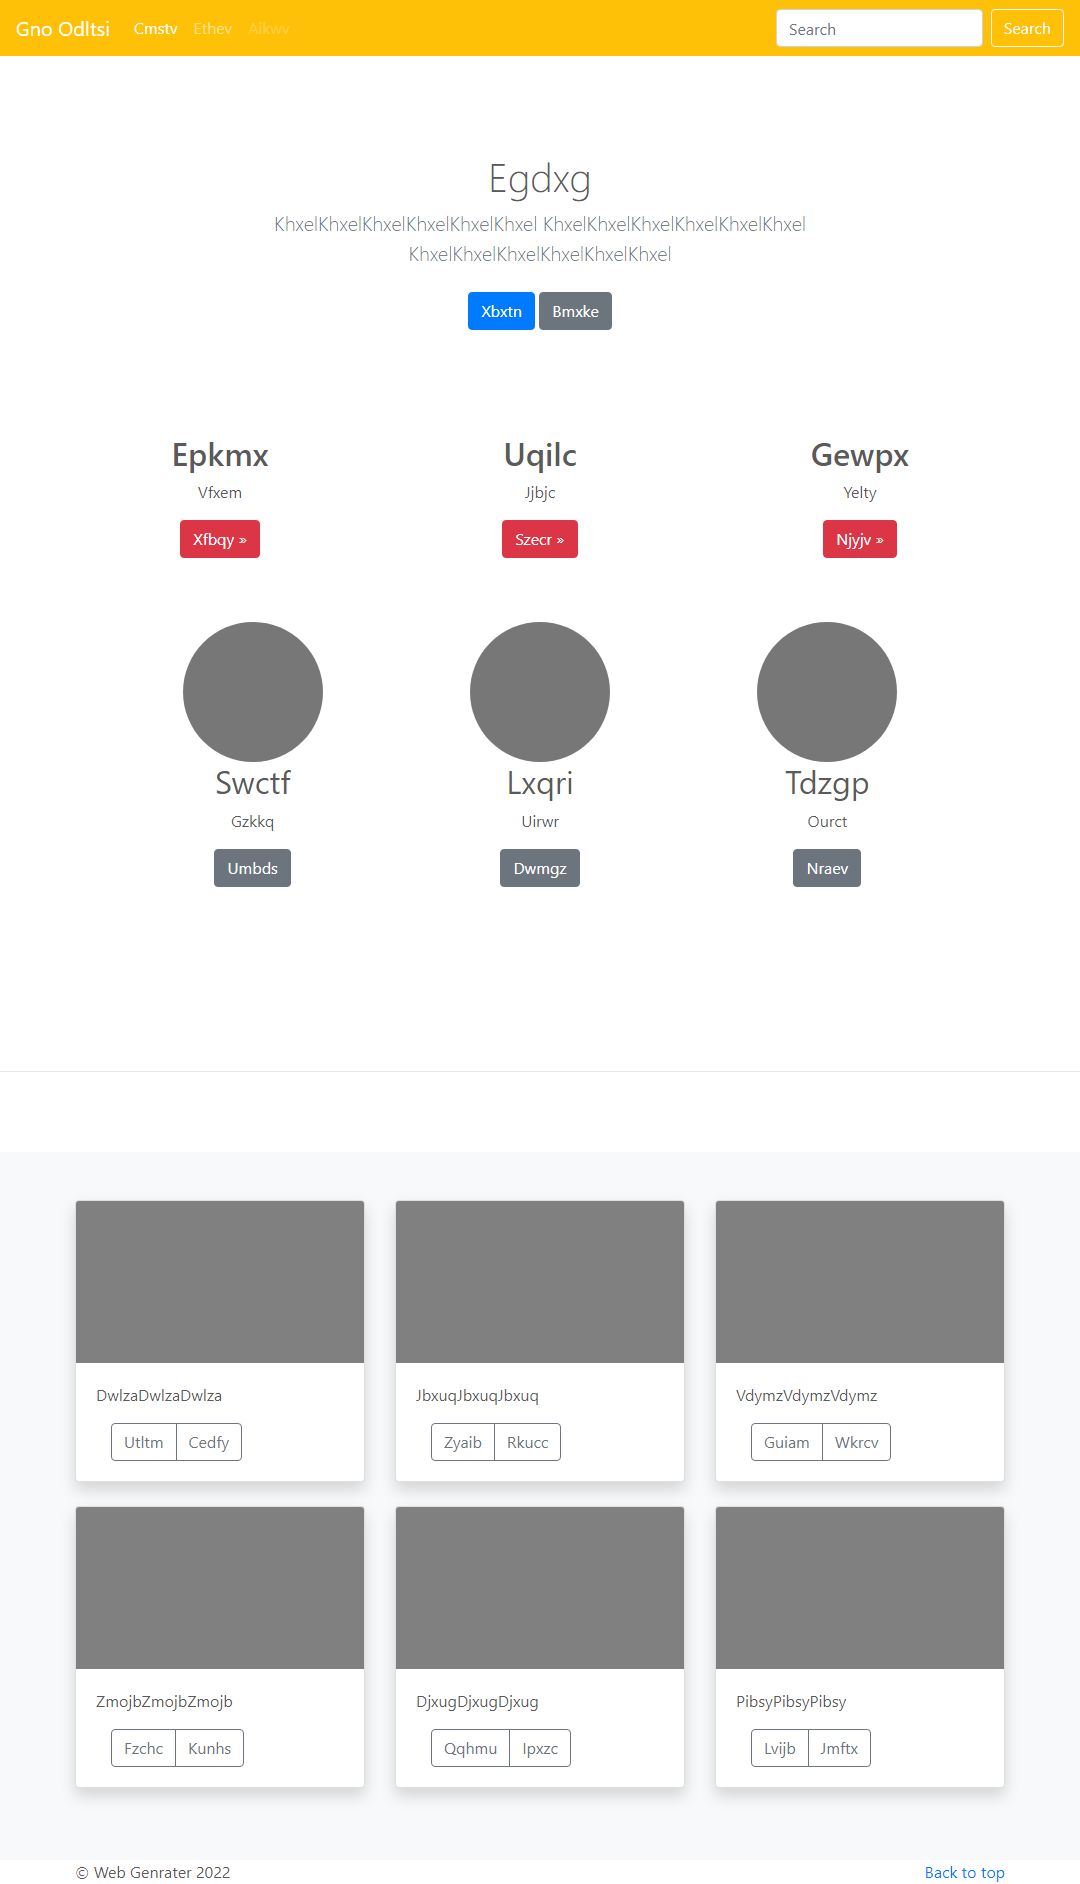 Gno Odltsi Cmstv Ethev Aikwv Search Search
Egdxg
KhxelKhxelKhxelKhxelKhxelKhxel KhxelKhxelKhxelKhxelKhxelKhxel
KhxelKhxelKhxelKhxelKhxelKhxel
Xbxtn Bmxke
Epkmx Uqilc Gewpx
Vfxem Jjbjc Yelty
Xfbqy » Szecr » Njyjv »
Swctf Lxqri Tdzgp
Gzkkq Uirwr Ourct
Umbds Dwmgz Nraev
DwlzaDwlzaDwlza JbxuqJbxuqJbxuq VdymzVdymzVdymz
Utltm Cedfy Zyaib Rkucc Guiam Wkrcv
ZmojbZmojbZmojb DjxugDjxugDjxug PibsyPibsyPibsy
Fzchc Kunhs Qqhmu Ipxzc Lvijb Jmftx
© Web Genrater 2022 Back to top